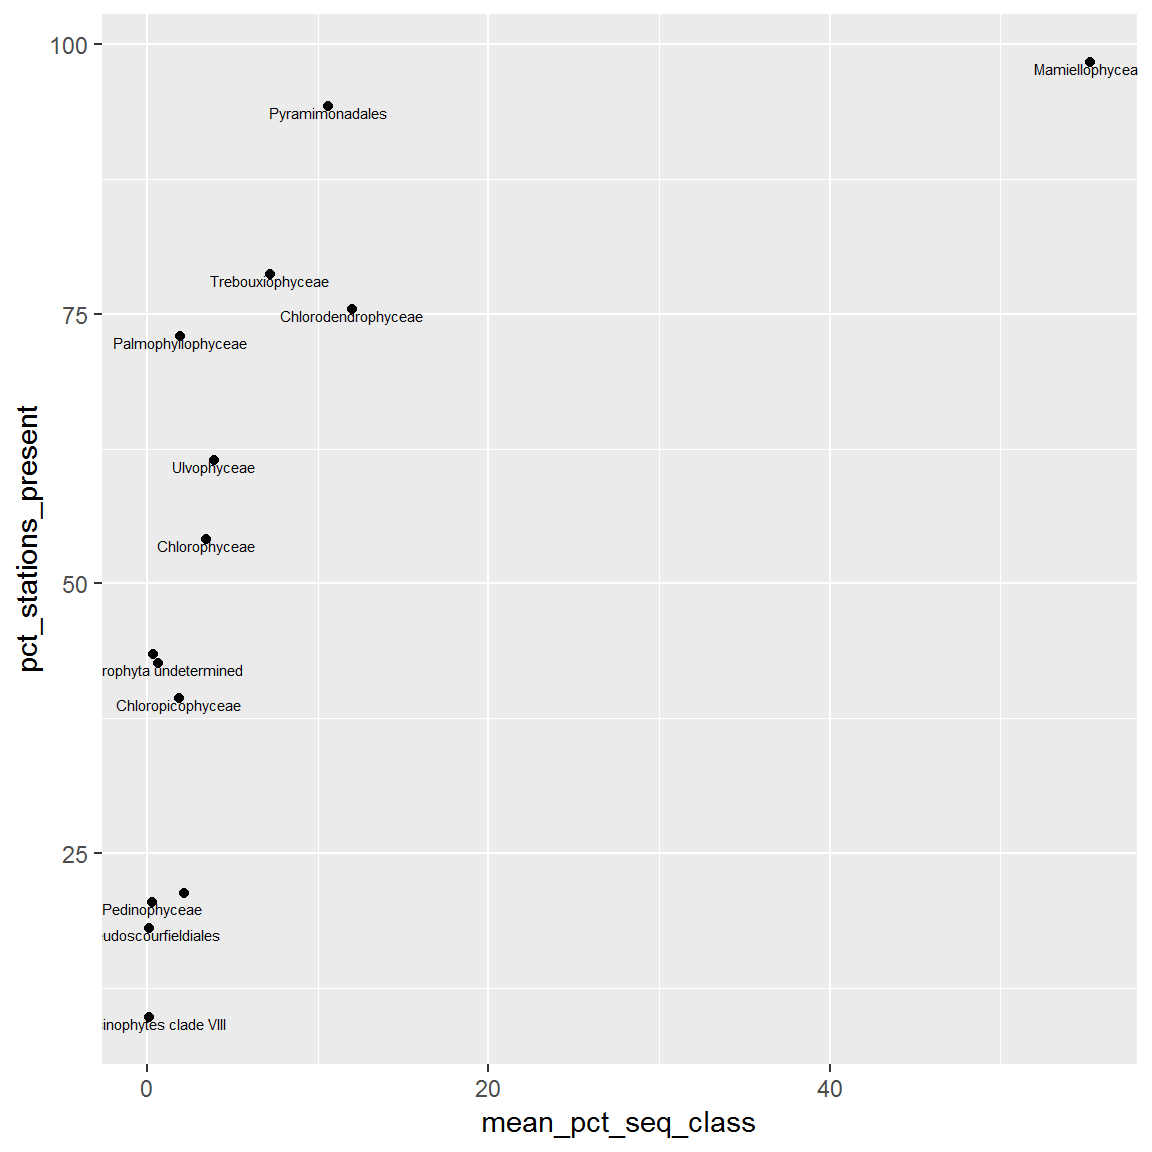 100
Mamiellophycea
Pyramimonadales
Trebouxiophyceae
75
Chlorodendrophyceae
Palmophyllophyceae
Ulvophyceae
Chlorophyceae
50
rophyta undetermined
Chloropicophyceae
25
Pedinophyceae
udoscourfieldiales
inophytes clade VIII
0
20
40
mean_pct_seq_class
pct_stations_present